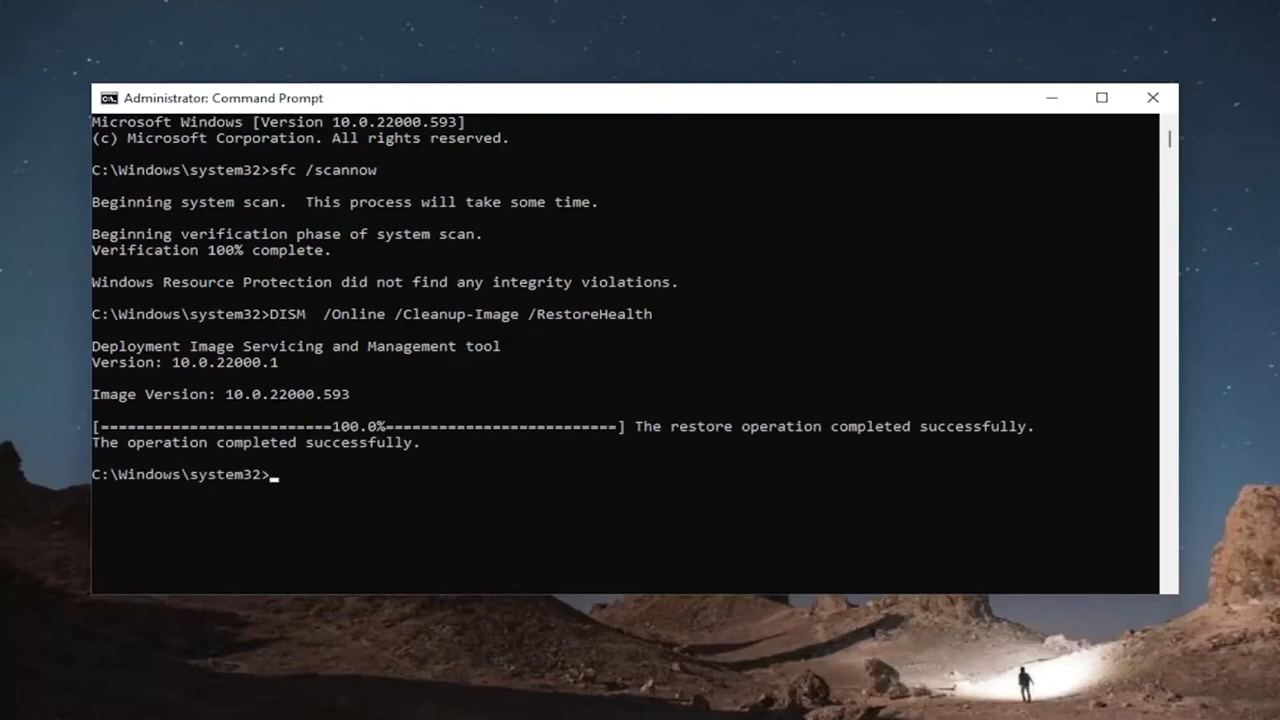 Administrator: Command Prompt
Microsoft Windows [Version 10.0.22000.593]
(c) Microsoft Corporation. All rights reserved.
C:\Windows\system32>sfc /scannow
Beginning system scan.  This process will take some time.
Beginning verification phase of system scan.
Verification 100% complete.
Windows Resource Protection did not find any integrity violations.
C:\Windows\system32>DISM  /Online /Cleanup-Image /RestoreHealth
Deployment Image Servicing and Management tool
Version: 10.0.22000.1
Image Version: 10.0.22000.593
[==========================100.0%==========================] The restore operation completed successfully.
The operation completed successfully.
C:\Windows\system32>